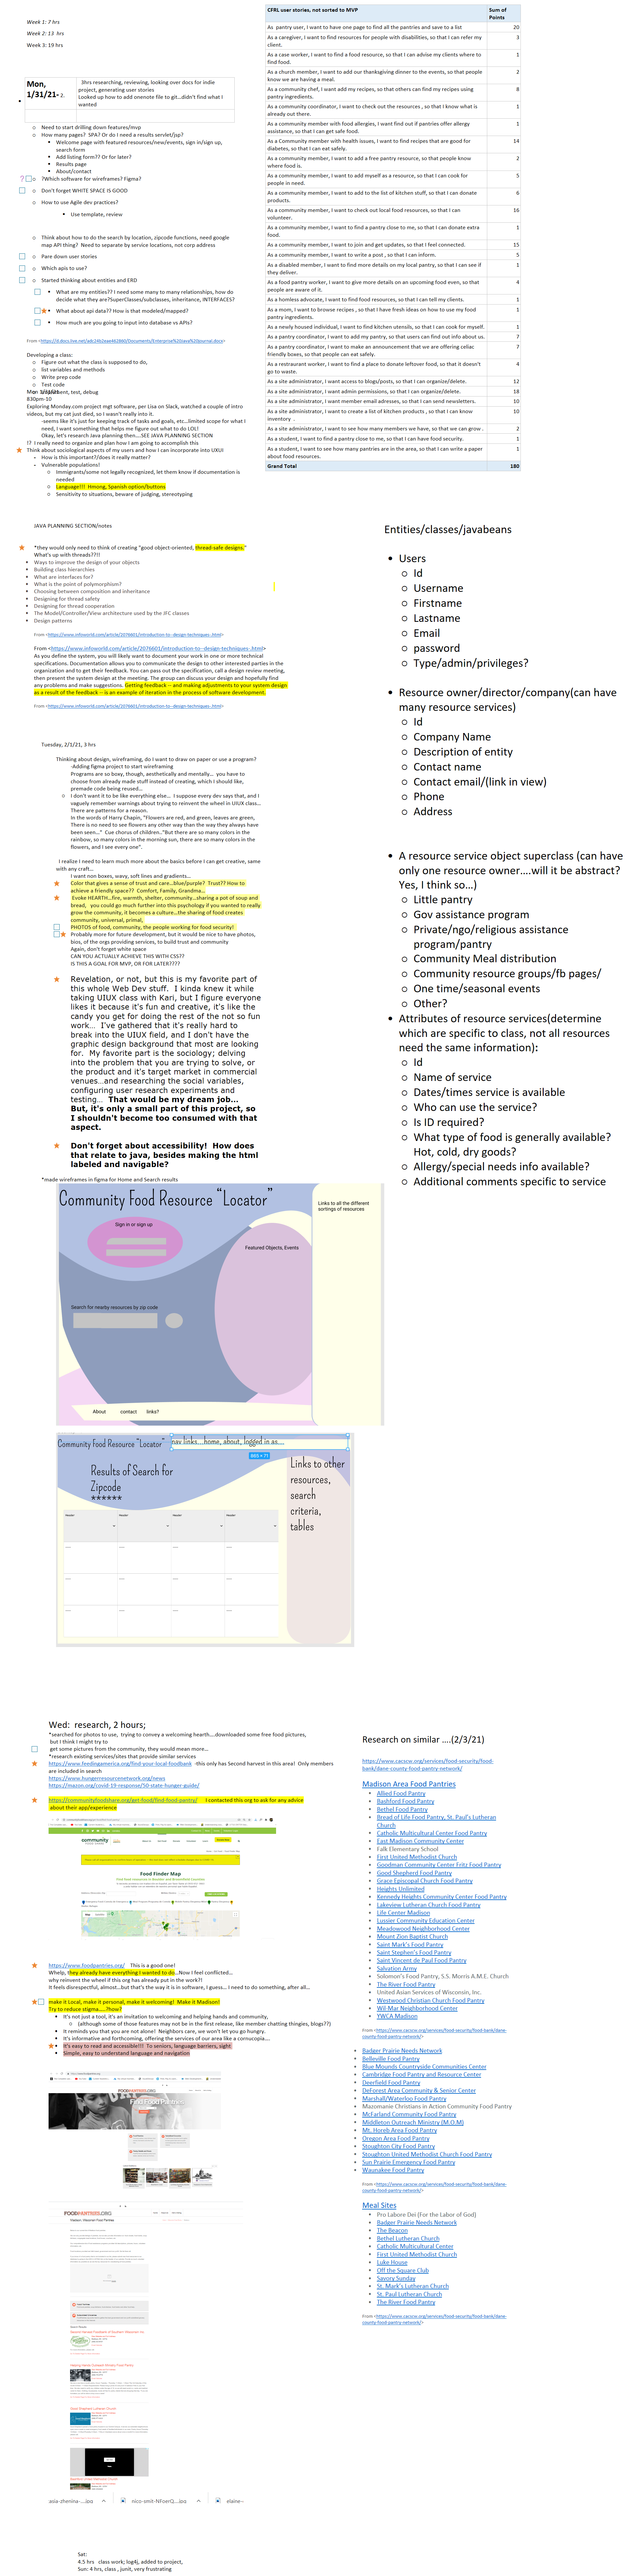 Week 1: 7 hrs
Week 2: 13 hrs
Week 3: 19 hrs
Mon,
1/31/21- 2.
3hrs researching, reviewing, looking over docs for indie
project, generating user stories
Looked up how to add onenote file to git...didn't find what I
wanted
Need to start drilling down features/mvp
How many pages? SPA? Or do I need a results servlet/jsp?
Welcome page with featured resources/new/events, sign in/sign up,
search form
Add listing form?? Or for later?
Results page
About/contact
?Which software for wireframes? Figma?
Don't forget WHITE SPACE IS GOOD
How to use Agile dev practices?
Use template, review
Think about how to do the search by location, zipcode functions, need google
map API thing? Need to separate by service locations, not corp address
Pare down user stories
Which apis to use?
Started thinking about entities and ERD
What are my entities?? I need some many to many relationships, how do
decide what they are?SuperClasses/subclasses, inheritance, INTERFACES?
What about api data?? How is that modeled/mapped?
How much are you going to input into database vs APIs?
Developing a class:
Figure out what the class is supposed to do,
list variables and methods
Write prep code
Test code
Implement, test, debug
830pm-10
Exploring Monday.com project mgt software, per Lisa on Slack, watched a couple of intro
videos, but my cat just died, so I wasn't really into it.
-seems like it's just for keeping track of tasks and goals, etc...limited scope for what I
need, I want something that helps me figure out what to do LOL!
Okay, let's research Java planning....SEE JAVA PLANNING SECTION
I? I really need to organize and plan how I am going to accomplish this
Think about sociological aspects of my users and how I can incorporate into UXUI
How is this important?/does it really matter?
Vulnerable populations!
Immigrants/some not legally recognized, let them know if documentation is
needed
Language!!! Hmong, Spanish option/buttons
Sensitivity to situations, beware of judging, stereotyping
CFRL user stories, not sorted to MVP
Sum of
Points
As pantry user, I want to have one page to find all the pantries and save to a list 20
As a caregiver, I want to find resources for people with disabilities, so that I can refer my
client. 3
As a case worker, I want to find a food resource, so that I can advise my clients where to
find food. 1
As a church member, I want to add our thanksgiving dinner to the events, so that people
know we are having a meal. 2
As a community chef, I want add my recipes, so that others can find my recipes using
pantry ingredients. 8
As a community coordinator, I want to check out the resources , so that I know what is
already out there. 1
As a community member with food allergies, I want find out if pantries offer allergy
assistance, so that I can get safe food. 1
As a Community member with health issues, I want to find recipes that are good for
diabetes, so that I can eat safely. 14
As a community member, I want to add a free pantry resource, so that people know
where food is. 2
As a community member, I want to add myself as a resource, so that I can cook for
people in need. 5
As a community member, I want to add to the list of kitchen stuff, so that I can donate
products. 6
As a community member, I want to check out local resources, so that I can
volunteer. 16
As a community member, I want to find a pantry close to me, so that I can donate extra
food. 1
As a community member, I want to join and get updates, so that I feel connected. 15
As a community member, I want to write a post , so that I can inform. 5
As a disabled member, I want to find more details on my local pantry, so that I can see if
they deliver. 1
As a food pantry worker, I want to give more details on an upcoming food even, so that
people are aware of it. 4
As an homless advocate, I want to find food resources, so that I can tell my clients. 1
As a mom, I want to browse recipes , so that i have fresh ideas on how to use my food
pantry ingredients. 1
As a newly housed individual, I want to find kitchen utensils, so that I can cook for myself. 1
As a pantry coordinator, I want to add my pantry, so that users can find out info about us. 7
As a pantry coordinator, I want to make an announcement that we are offering celiac
friendly boxes, so that people can eat safely. 7
As a restaurant worker, I want to find a place to donate leftover food, so that it doesn't
go to waste. 4
As a site administrator, I want access to blogs/posts, so that I can organize/delete. 12
As a site administrator, I want admin permissions, so that I can organize/delete. 18
As a site administrator, I want member email adresses, so that I can send newsletters. 10
As a site administrator, I want to create a list of kitchen products , so that I can know
inventory . 10
As a site administrator, I want to see how many members we have, so that we can grow . 2
As a student, I want to find a pantry close to me, so that I can have food security. 1
As a student, I want to see how many pantries are in the area, so that I can write a paper
about food resources. 1
Grand Total 180
JAVA PLANNING SECTION/notes
*they would only need to think of creating "good object-oriented, thread-safe designs."
What's up with threads??!!
Ways to improve the design of your objects
Building class hierarchies
What are interfaces for?
What is the point of polymorphism?
Choosing between composition and inheritance
Designing for thread safety
Designing for thread cooperation
The Model/Controller/View architecture used by the JFC classes
Design patterns
From <https://www.infoworld.com/article/2076601/introduction-to--design-techniques-.html>
From <https://www.infoworld.com/article/2076601/introduction-to--design-techniques-.html>
As you define the system, you will likely want to document your work in one or more technical
specifications. Documentation allows you to communicate the design to other interested parties in the
organization and to get their feedback. You can pass out the specification, call a design review meeting,
then present the system design at the meeting. The group can discuss your design and hopefully find
any problems and make suggestions. Getting feedback -- and making adjustments to your system design
as a result of the feedback -- is an example of iteration in the process of software development.
From <https://www.infoworld.com/article/2076601/introduction-to--design-techniques-.html>
Entities/classes/javabeans
Users
Id
Username
Firstname
Lastname
Email
password
Type/admin/privileges?
Resource owner/director/company(can have
many resource services)
Id
Company Name
Description of entity
Contact name
Contact email/(link in view)
Phone
Address
A resource service object superclass (can have
only one resource owner....will it be abstract?
Yes, I think so...)
Little pantry
Gov assistance program
Private/ngo/religious assistance
program/pantry
Community Meal distribution
Community resource groups/fb pages/
One time/seasonal events
Other?
Attributes of resource services(determine
which are specific to class, not all resources
need the same information):
Id
Name of service
Dates/times service is available
Who can use the service?
Is ID required?
What type of food is generally available?
Hot, cold, dry goods?
Allergy/special needs info available?
Additional comments specific to service
Tuesday, 2/1/21, 3 hrs
Thinking about design, wireframing, do I want to draw on paper or use a program?
-Adding figma project to start wireframing
Programs are so boxy, though, aesthetically and mentally... you have to
choose from already made stuff instead of creating, which I should like,
premade code being reused...
I don't want it to be like everything else... I suppose every dev says that, and I
vaguely remember warnings about trying to reinvent the wheel in UIUX class...
There are patterns for a reason.
In the words of Harry Chapin, "Flowers are red, and green, leaves are green,
There is no need to see flowers any other way than the way they always have
been seen..." Cue chorus of children.."But there are so many colors in the
rainbow, so many colors in the morning sun, there are so many colors in the
flowers, and I see every one".
I realize I need to learn much more about the basics before I can get creative, same
with any craft...
I want non boxes, wavy, soft lines and gradients...
Color that gives a sense of trust and care...blue/purple? Trust?? How to
achieve a friendly space?? Comfort, Family, Grandma...
Evoke HEARTH...fire, warmth, shelter, community...sharing a pot of soup and
bread, you could go much further into this psychology if you wanted to really
grow the community, it becomes a culture...the sharing of food creates
community, universal, primal,
PHOTOS of food, community, the people working for food security!
Probably more for future development, but it would be nice to have photos,
bios, of the orgs providing services, to build trust and community
Again, don't forget white space
CAN YOU ACTUALLY ACHIEVE THIS WITH CSS??
IS THIS A GOAL FOR MVP, OR FOR LATER????
Revelation, or not, but this is my favorite part of
this whole Web Dev stuff. I kinda knew it while
taking UIUX class with Kari, but I figure everyone
likes it because it's fun and creative, it's like the
candy you get for doing the rest of the not so fun
work... I've gathered that it's really hard to
break into the UIUX field, and I don't have the
graphic design background that most are looking
for. My favorite part is the sociology; delving
into the problem that you are trying to solve, or
the product and it's target market in commercial
venues...and researching the social variables,
configuring user research experiments and
testing... That would be my dream job...
But, it's only a small part of this project, so
I shouldn't become too consumed with that
aspect.
Don't forget about accessibility! How does
that relate to java, besides making the html
labeled and navigable?
*made wireframes in figma for Home and Search results
Community Food Resource "Locator"
Links to all the different
sortings of resources
Sign in or sign up
Featured Objects, Events
Search for nearby resources by zip code
About contact links?
Community Food Resource "Locator"
nav links...home, about, logged in as....
865 × 71
Results of Search for
Zipcode
******
Links to other
resources,
search
criteria,
tables
Header Header Header Header
Wed: research, 2 hours;
*searched for photos to use, trying to convey a welcoming hearth....downloaded some free food pictures,
but I think I might try to
get some pictures from the community, they would mean more...
*research existing services/sites that provide similar services
https://www.feedingamerica.org/find-your-local-foodbank -this only has Second harvest in this area! Only members
are included in search
https://www.hungerresourcenetwork.org/news
https://mazon.org/covid-19-response/50-state-hunger-guide/
https://communityfoodshare.org/get-food/find-food-pantry/ I contacted this org to ask for any advice
about their app/experience
community
Food Finder Map
https://www.foodpantries.org/ This is a good one!
Whelp, they already have everything I wanted to do...Now I feel conflicted...
why reinvent the wheel if this org has already put in the work?!
It feels disrespectful, almost...but that's the way it is in software, i guess... I need to do something, after all...
make it Local, make it personal, make it welcoming! Make it Madison!
Try to reduce stigma.....?how?
It's not just a tool, it's an invitation to welcoming and helping hands and community,
(although some of those features might not make it in the first release, like member chatting thingies, blogs??)
It reminds you that you are not alone! Neighbors care, we won't let you go hungry.
It's informative and forthcoming, offering the services of our area like a cornscopia....
It's easy to read and accessible!!! To seniors, language barriers, sight
Simple, easy to understand language and navigation
Find Food Pantries
FOODPANTRIES.ORG
Research on similar ....(2/3/21)
https://www.cacscw.org/services/food-security/food-
bank/dane-county-food-pantry-network/
Madison Area Food Pantries
Allied Food Pantry
Bashford Food Pantry
Bethel Food Pantry
Bread of Life Food Pantry, St. Paul's Lutheran
Church
Catholic Multicultural Center Food Pantry
East Madison Community Center
Falk Elementary School
First United Methodist Church
Goodman Community Center Fritz Food Pantry
Good Shepherd Food Pantry
Grace Episcopal Church Food Pantry
Heights Unlimited
Kennedy Heights Community Center Food Pantry
Lakeview Lutheran Church Food Pantry
Life Center Madison
Lussier Community Education Center
Meadowood Neighborhood Center
Mount Zion Baptist Church
Saint Mark's Food Pantry
Saint Stephen's Food Pantry
Saint Vincent de Paul Food Pantry
Salvation Army
Solomon's Food Pantry, S.S. Morris A.M.E. Church
The River Food Pantry
United Asian Services of Wisconsin, Inc.
Westwood Christian Church Food Pantry
Wil-Mar Neighborhood Center
YWCA Madison
From <https://www.cacscw.org/services/food-security/food-bank/dane-
county-food-pantry-network/>
Badger Prairie Needs Network
Belleville Food Pantry
Blue Mounds Countryside Communities Center
Cambridge Food Pantry and Resource Center
Deerfield Food Pantry
DeForest Area Community & Senior Center
Marshall/Waterloo Food Pantry
Mazomanie Christians in Action Community Food Pantry
McFarland Community Food Pantry
Middleton Outreach Ministry (M.O.M)
Mt. Horeb Area Food Pantry
Oregon Area Food Pantry
Stoughton City Food Pantry
Stoughton United Methodist Church Food Pantry
Sun Prairie Emergency Food Pantry
Waunakee Food Pantry
From <https://www.cacscw.org/services/food-security/food-bank/dane-
county-food-pantry-network/>
Meal Sites
Pro Labore Dei (For the Labor of God)
Badger Prairie Needs Network
The Beacon
Bethel Lutheran Church
Catholic Multicultural Center
First United Methodist Church
Luke House
Off the Square Club
Savory Sunday
St. Mark's Lutheran Church
St. Paul Lutheran Church
The River Food Pantry
From <https://www.cacscw.org/services/food-security/food-bank/dane-
county-food-pantry-network/>
Sat:
4.5 hrs class work; log4j, added to project,
Sun: 4 hrs, class , junit, very frustrating